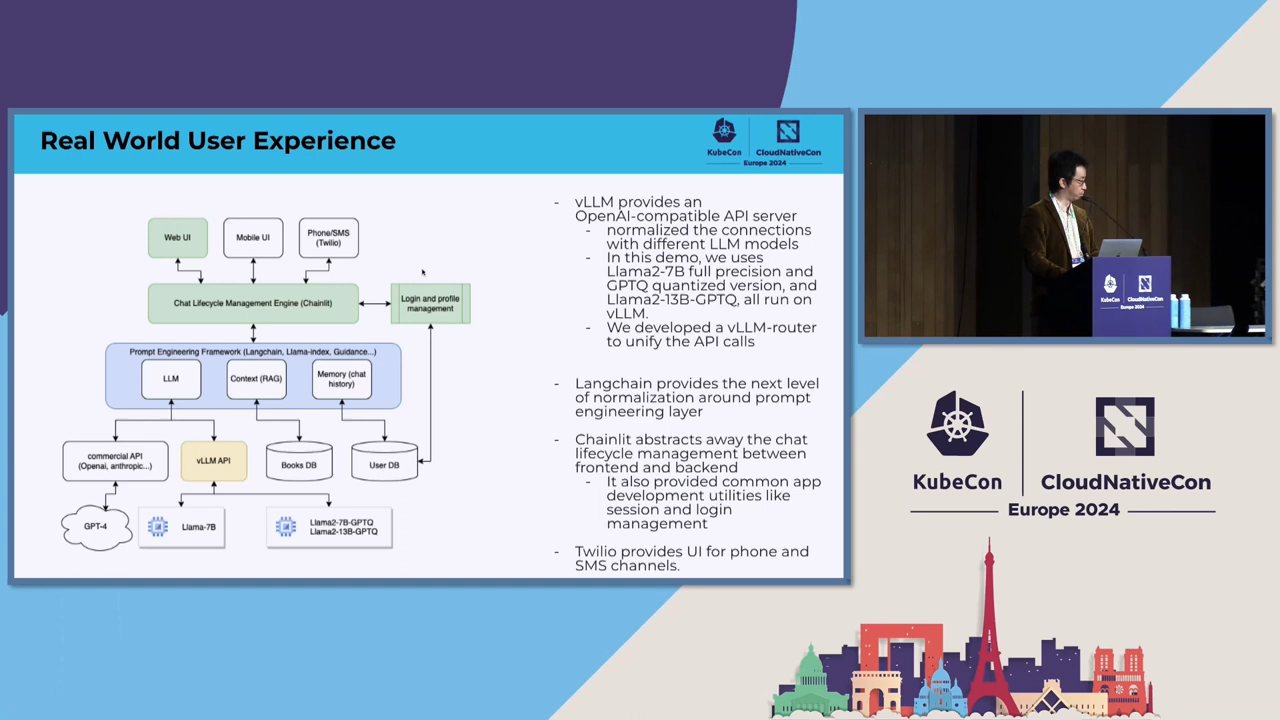 Real World User Experience
KubeCon
CloudNativeCon
Europe 2024
Web UI
Mobile UI
Phone/SMS
(Twilio)
Chat Lifecycle Management Engine (Chainlit)
Login and profile
management
Prompt Engineering Framework (Langchain, Llama-index, Guidance...)
LLM
Context (RAG)
Memory (chat
history)
commercial API
(Openai, anthropic...)
vLLM API
Books DB
User DB
GPT-4
Llama-7B
Llama2-7B-GPTQ
Llama2-13B-GPTQ
- vLLM provides an
OpenAI-compatible API server
- normalized the connections
with different LLM models
- In this demo, we uses
Llama2-7B full precision and
GPTQ quantized version, and
Llama2-13B-GPTQ, all run on
vLLM.
- We developed a vLLM-router
to unify the API calls
- Langchain provides the next level
of normalization around prompt
engineering layer
- Chainlit abstracts away the chat
lifecycle management between
frontend and backend
- It also provided common app
development utilities like
session and login
management
- Twilio provides UI for phone and
SMS channels.
KubeCon
CloudNativeCon
Europe 2024
KubeCon
CloudNativeCon
Europe 2024